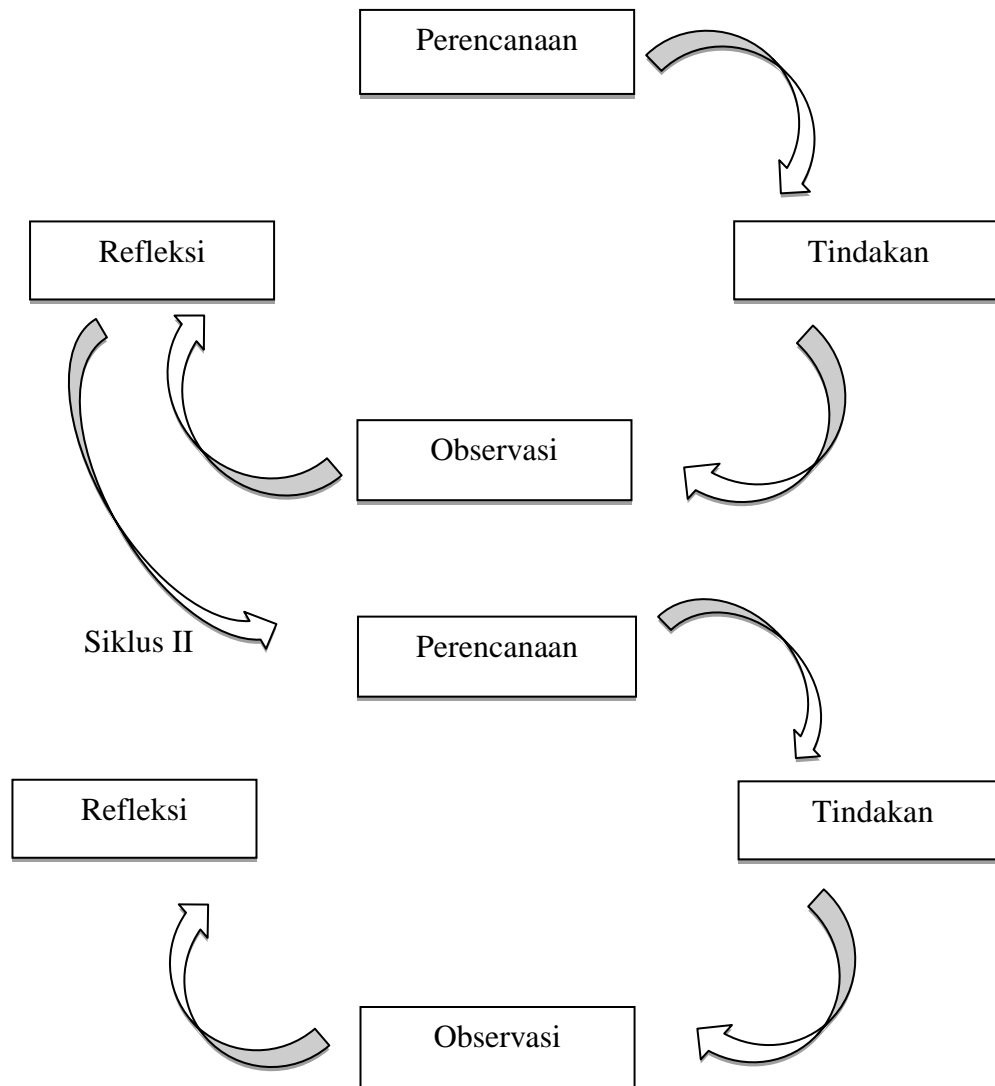 Perencanaan
Refleksi
Tindakan
Observasi
Siklus II
Perencanaan
Refleksi
Tindakan
Observasi